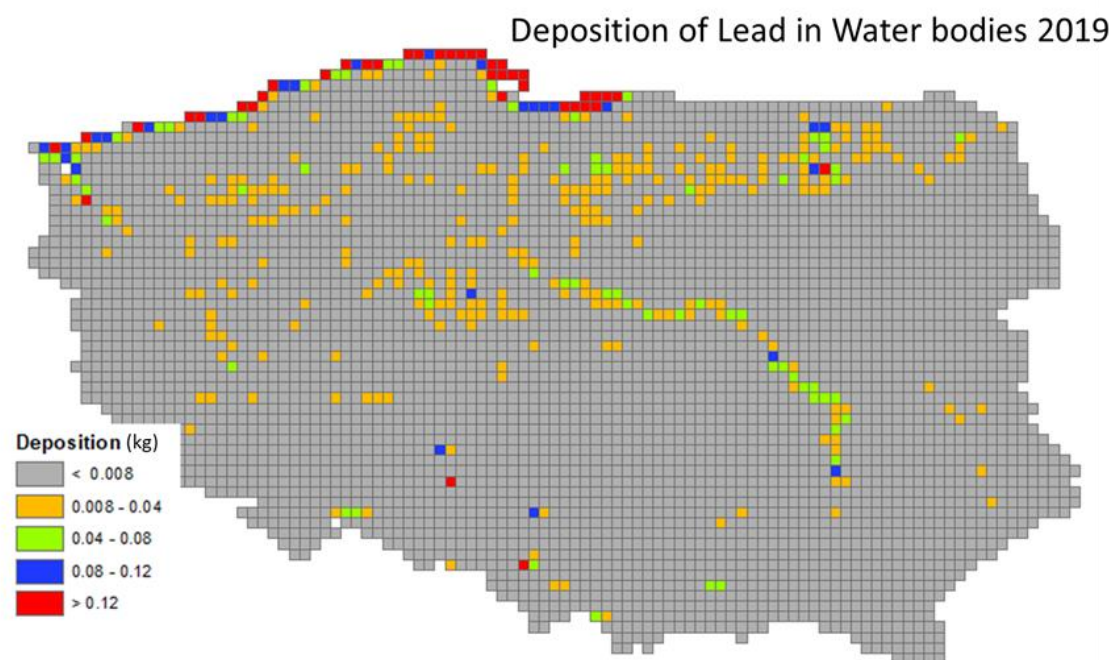 Deposition of Lead in Water bodies 2019
Deposition (kg)
< 0.008
0.008 - 0.04
0.04 - 0.08
0.08 - 0.12
> 0.12